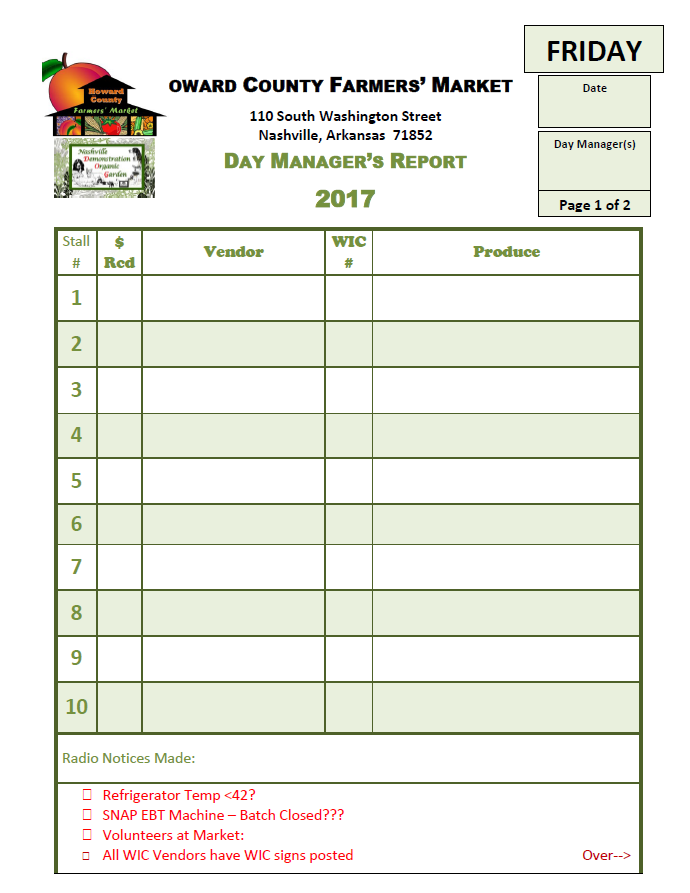 FRIDAY
Howard
County
Farmers' Market
OWARD COUNTY FARMERS' MARKET
Date
110 South Washington Street
Nashville, Arkansas 71852
Day Manager(s)
Nashville
Demonstration
Organic
Garden
DAY MANAGER'S REPORT
2017
Page 1 of 2
Stall
#
$
Rcd
Vendor
WIC
#
Produce
1
2
3
4
5
6
7
8
9
10
Radio Notices Made:
☐ Refrigerator Temp <42?
☐ SNAP EBT Machine – Batch Closed???
☐ Volunteers at Market:
☐ All WIC Vendors have WIC signs posted Over-->